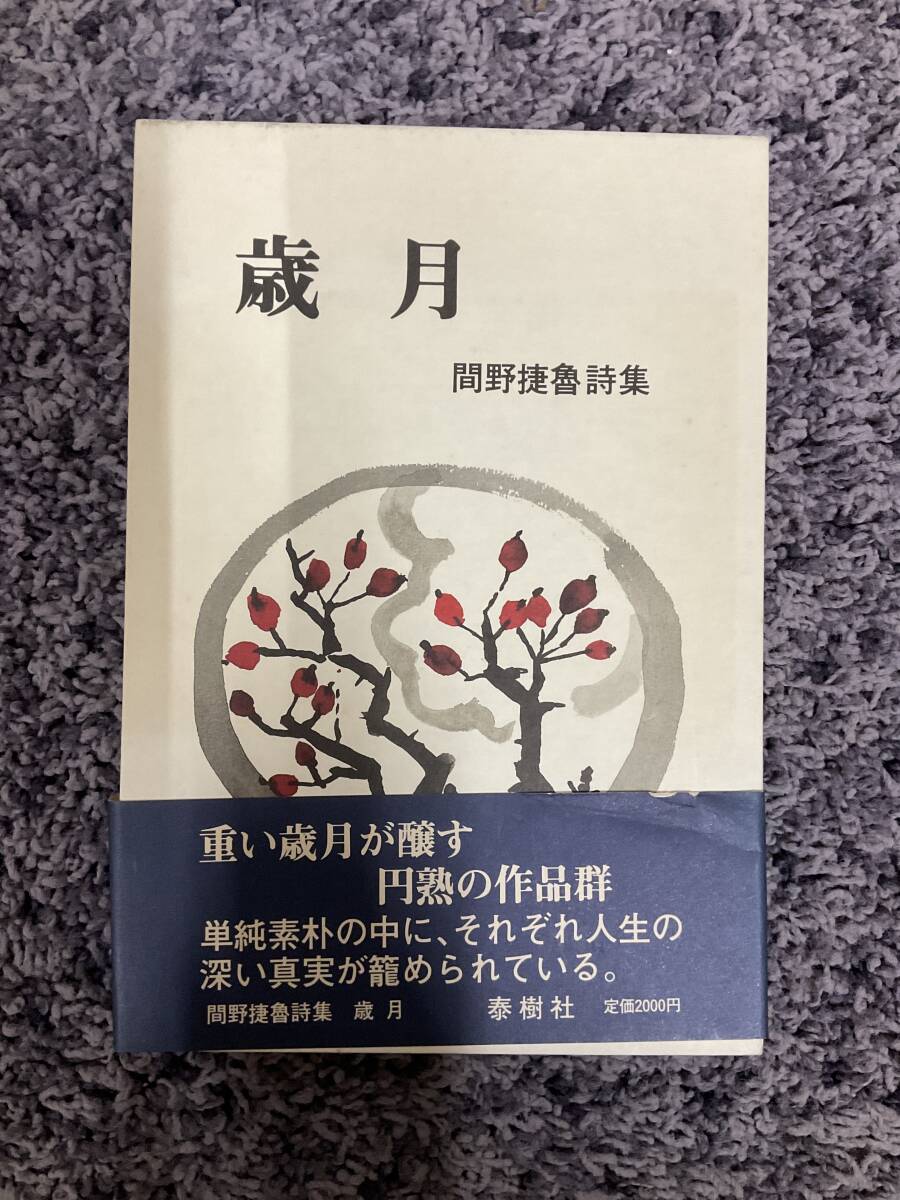 歳月
間野捷魯詩集
重い歳月が醸す
円熟の作品群
単純素朴の中に、それぞれ人生の
深い真実が籠められている。
間野捷魯詩集 歳月 泰樹社 定価2000円